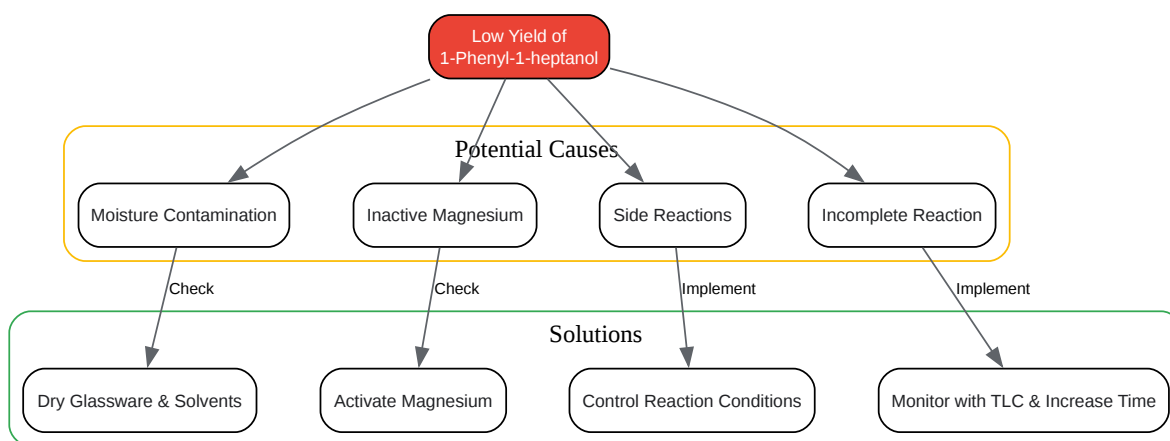 Low Yield of
1-Phenyl-1-heptanol
Potential Causes
Moisture Contamination
Inactive Magnesium
Side Reactions
Incomplete Reaction
Check
Check
Implement
Implement
Solutions
Dry Glassware & Solvents
Activate Magnesium
Control Reaction Conditions
Monitor with TLC & Increase Time